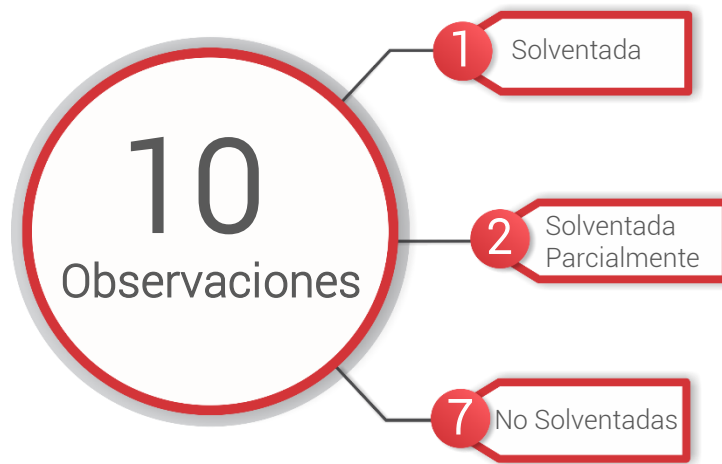 10
Observaciones
1
Solventada
2
Solventada
Parcialmente
7
No Solventadas